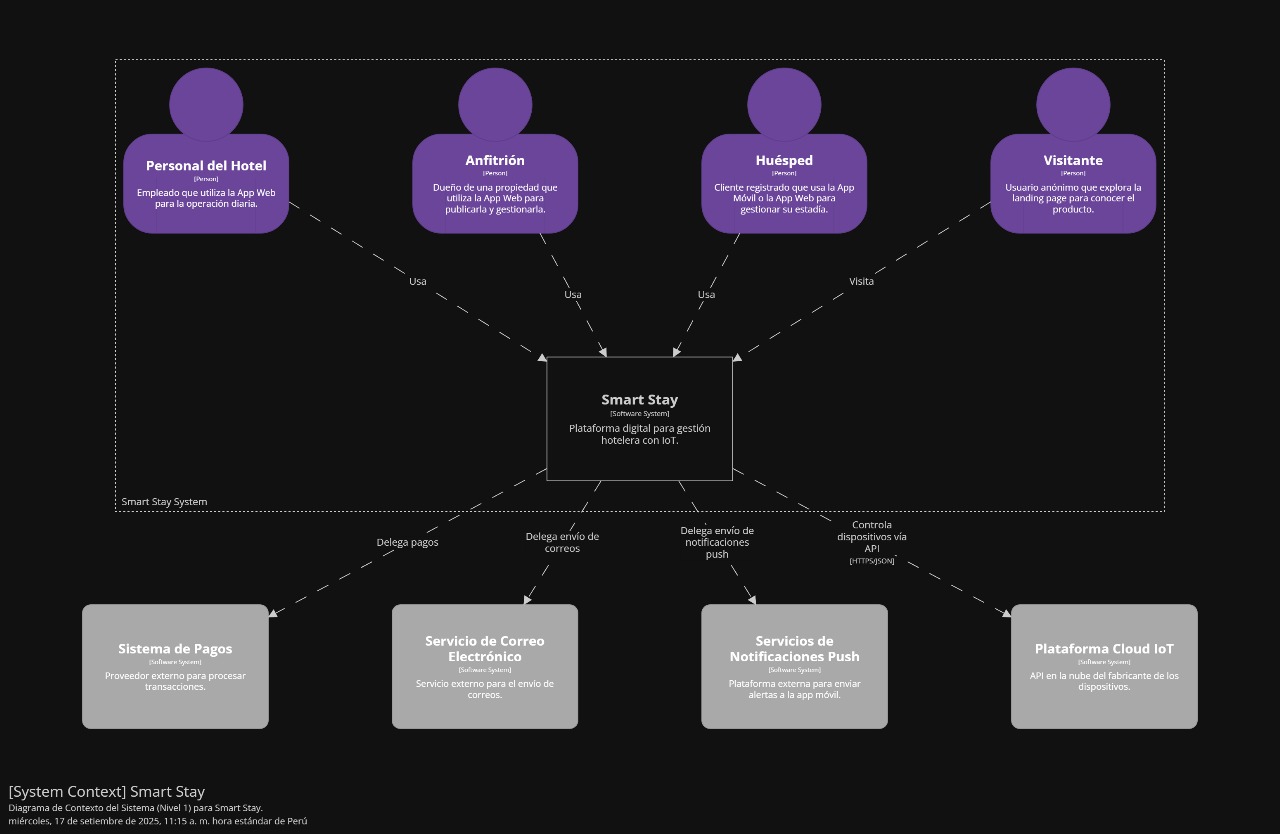 Personal del Hotel
[Person]
Empleado que utiliza la App Web
para la operación diaria.
Anfitrión
[Person]
Dueño de una propiedad que
utiliza la App Web para
publicarla y gestionarla.
Huésped
[Person]
Cliente registrado que usa la App
Móvil o la App Web para
gestionar su estadía.
Visitante
[Person]
Usuario anónimo que explora la
landing page para conocer el
producto.
Usa
Usa
Usa
Visita
Smart Stay
[Software System]
Plataforma digital para gestión
hotelera con IoT.
Smart Stay System
Delega pagos
Delega envío de
correos
Delega envío de
notificaciones
push
Controla
dispositivos vía
API
[HTTPS/JSON]
Sistema de Pagos
[Software System]
Proveedor externo para procesar
transacciones.
Servicio de Correo
Electrónico
[Software System]
Servicio externo para el envío de
correos.
Servicios de
Notificaciones Push
[Software System]
Plataforma externa para enviar
alertas a la app móvil.
Plataforma Cloud IoT
[Software System]
API en la nube del fabricante de los
dispositivos.
[System Context] Smart Stay
Diagrama de Contexto del Sistema (Nivel 1) para Smart Stay.
miércoles, 17 de setiembre de 2025, 11:15 a. m. hora estándar de Perú